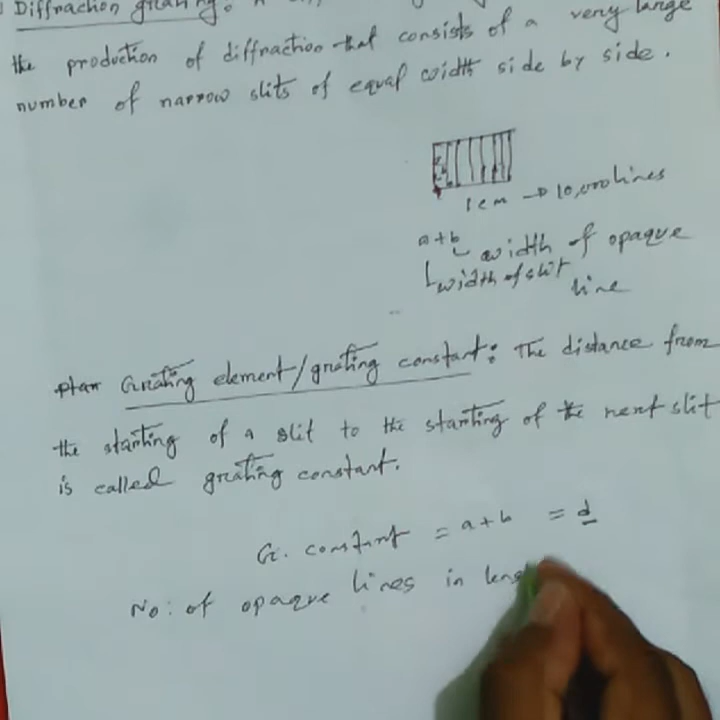 Diffraction grating:
the production of diffraction that consists of a very large
number of narrow slits of equal width side by side.
1 cm → 10,000 lines
a+b
width of opaque
line
width of slit
Grating element/grating constant: The distance from
the starting of a slit to the starting of the next slit
is called grating constant.
G. constant = a+b = d
No: of opaque lines in leng